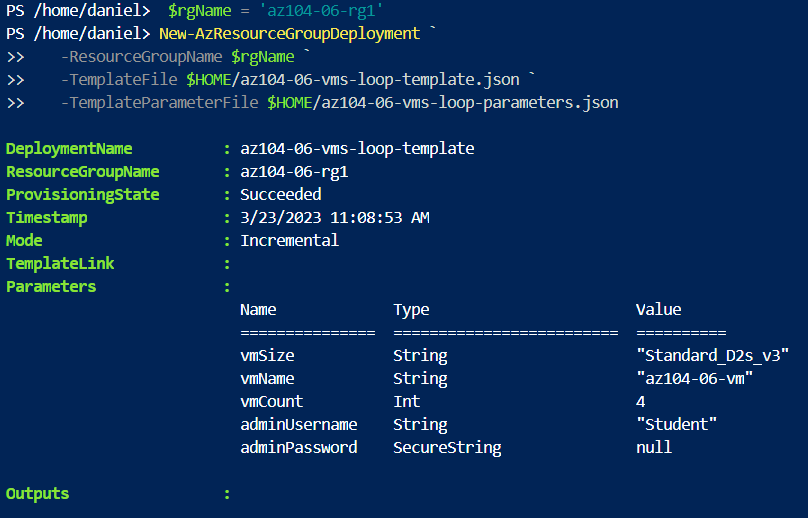 PS /home/daniel>  $rgName = 'az104-06-rg1'
PS /home/daniel> New-AzResourceGroupDeployment `
>>    -ResourceGroupName $rgName `
>>    -TemplateFile $HOME/az104-06-vms-loop-template.json `
>>    -TemplateParameterFile $HOME/az104-06-vms-loop-parameters.json
DeploymentName          : az104-06-vms-loop-template
ResourceGroupName       : az104-06-rg1
ProvisioningState       : Succeeded
Timestamp               : 3/23/2023 11:08:53 AM
Mode                    : Incremental
TemplateLink            :
Parameters              :
                          Name             Type                       Value
                          ===============  =========================  ==========
                          vmSize           String                     "Standard_D2s_v3"
                          vmName           String                     "az104-06-vm"
                          vmCount          Int                        4
                          adminUsername    String                     "Student"
                          adminPassword    SecureString               null
Outputs                 :